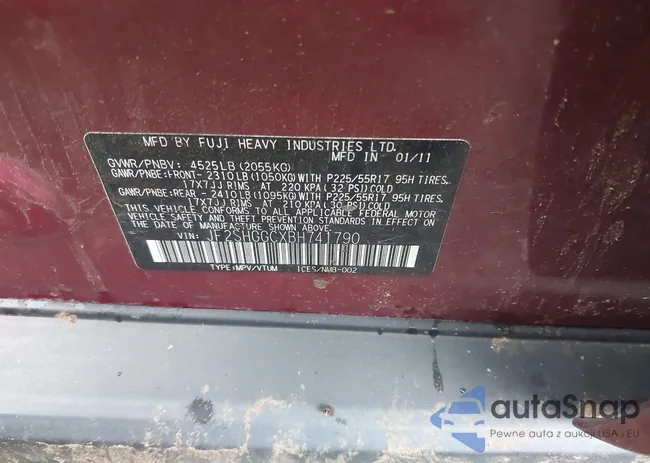 MFD BY FUJI HEAVY INDUSTRIES LTD.
GVWR/PNBV: 4525LB (2055KG) MFD IN 01/11
GAWR/PNBE:FRONT- 2310LB(1050KG) WITH P225/55R17 95H TIRES,
17X7JJ RIMS AT 220 KPA( 32 PSI)COLD
GAWR/PNBE:REAR - 2410LB(1095KG) WITH P225/55R17 95H TIRES,
17X7JJ RIMS AT 210 KPA( 30 PSI)COLD
THIS VEHICLE CONFORMS TO ALL APPLICABLE FEDERAL MOTOR
VEHICLE SAFETY AND THEFT PREVENTION STANDARDS IN EFFECT
ON THE DATE OF MANUFACTURE SHOWN ABOVE.
VIN: JF2SHGGCXBH741790
TYPE:MPV/VTUM ICES/NMB-002
autoSnap
Pewne auta z aukcji USA i EU